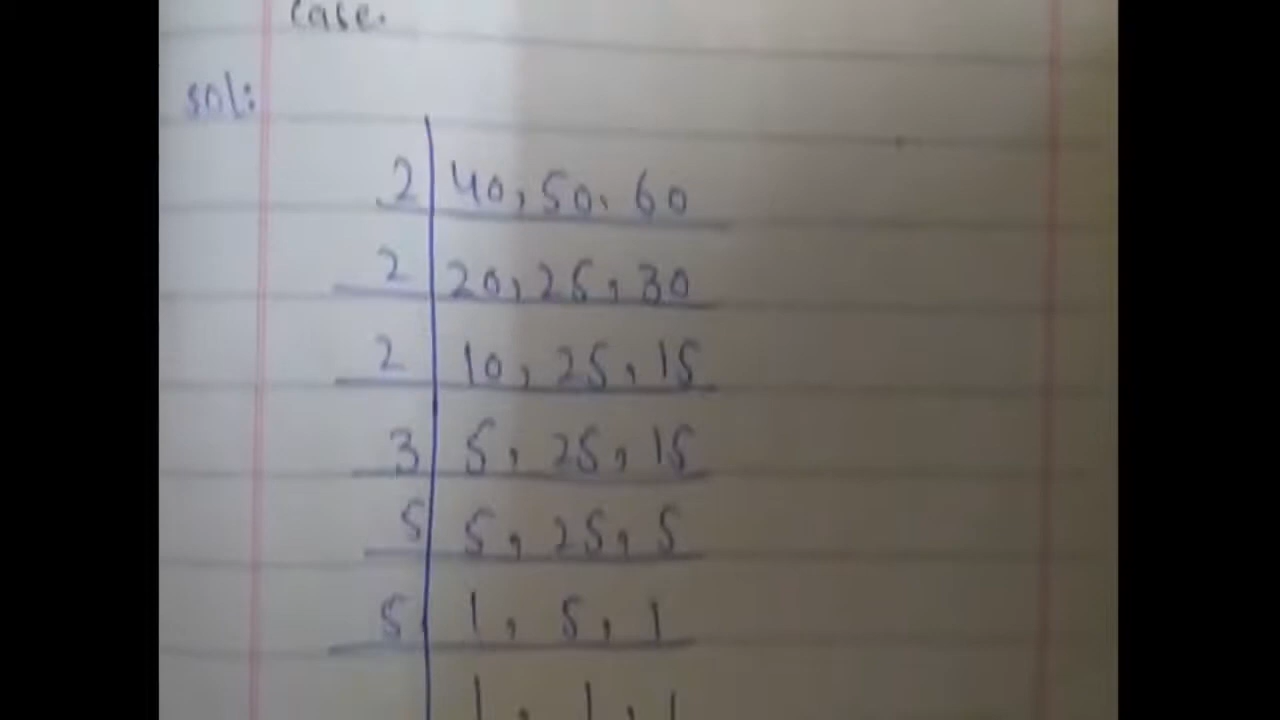 case.
sol:
2 | 40, 50, 60
2 | 20, 25, 30
2 | 10, 25, 15
3 | 5, 25, 15
5 | 5, 25, 5
5 | 1, 5, 1
1, 1, 1